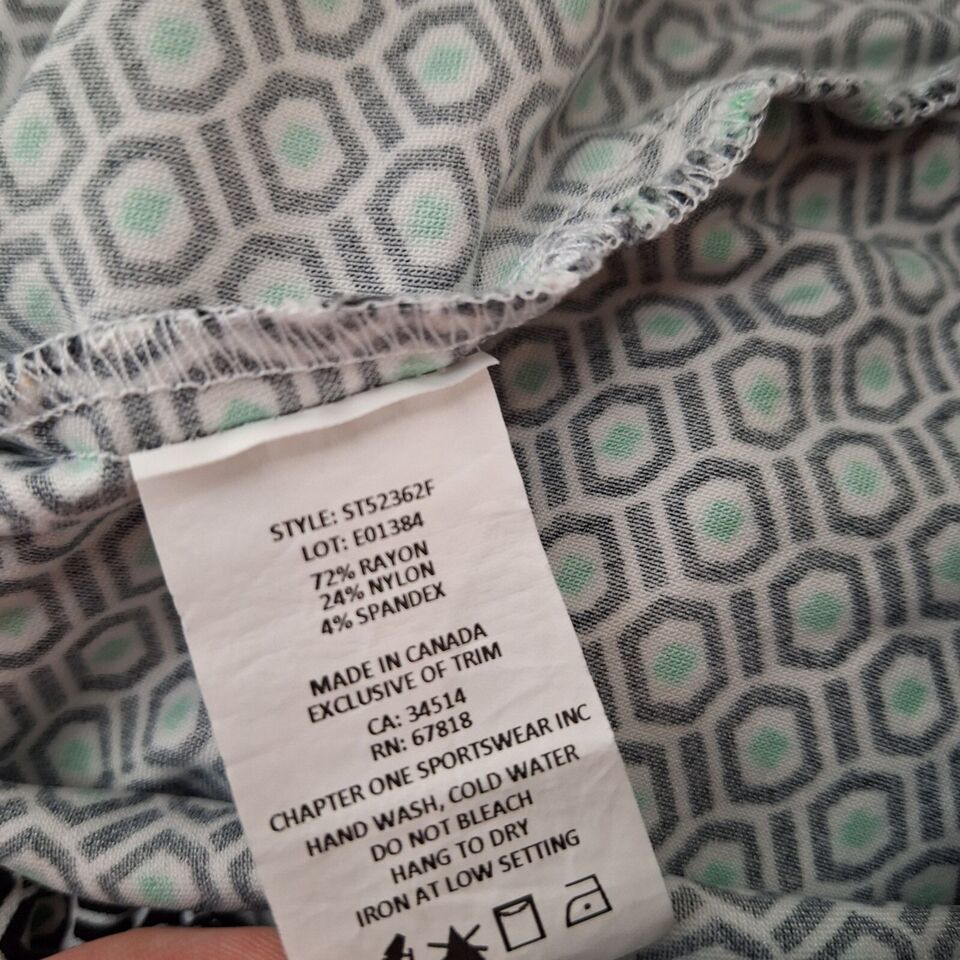 STYLE: ST52362F
LOT: E01384
72% RAYON
24% NYLON
4% SPANDEX
MADE IN CANADA
EXCLUSIVE OF TRIM
CA: 34514
RN: 67818
CHAPTER ONE SPORTSWEAR INC
HAND WASH, COLD WATER
DO NOT BLEACH
HANG TO DRY
IRON AT LOW SETTING